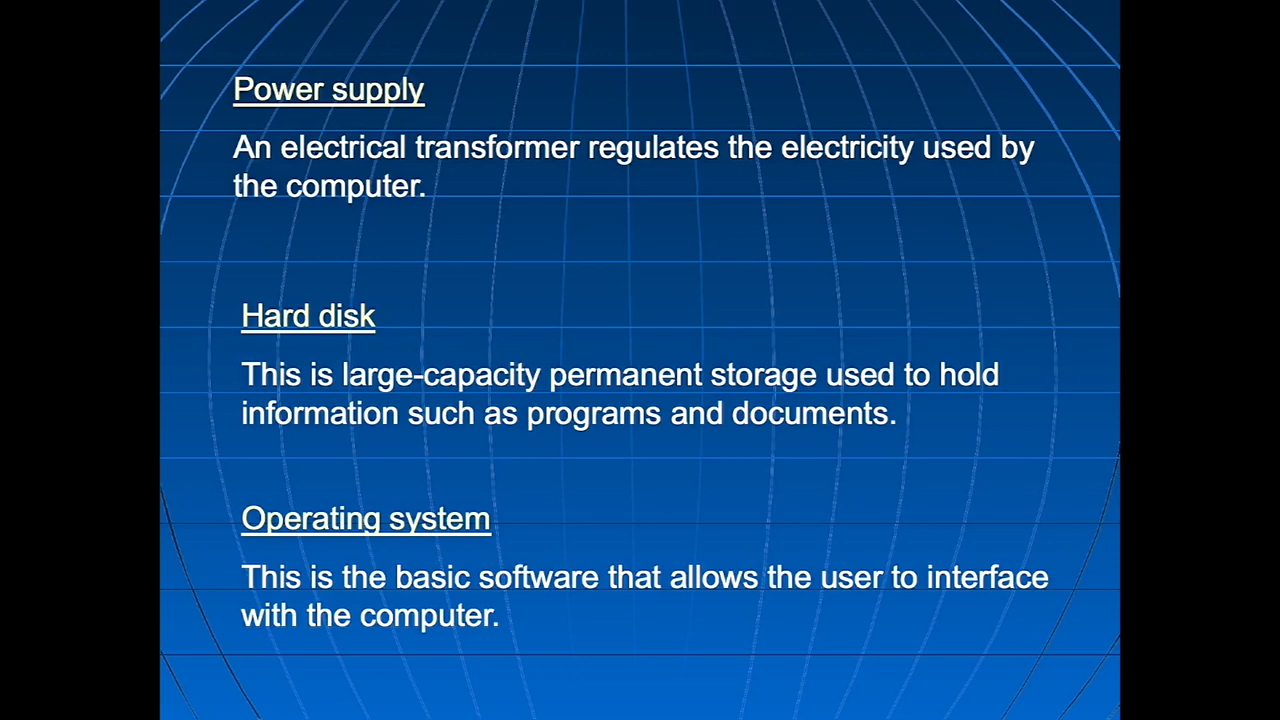 Power supply
An electrical transformer regulates the electricity used by
the computer.
Hard disk
This is large-capacity permanent storage used to hold
information such as programs and documents.
Operating system
This is the basic software that allows the user to interface
with the computer.